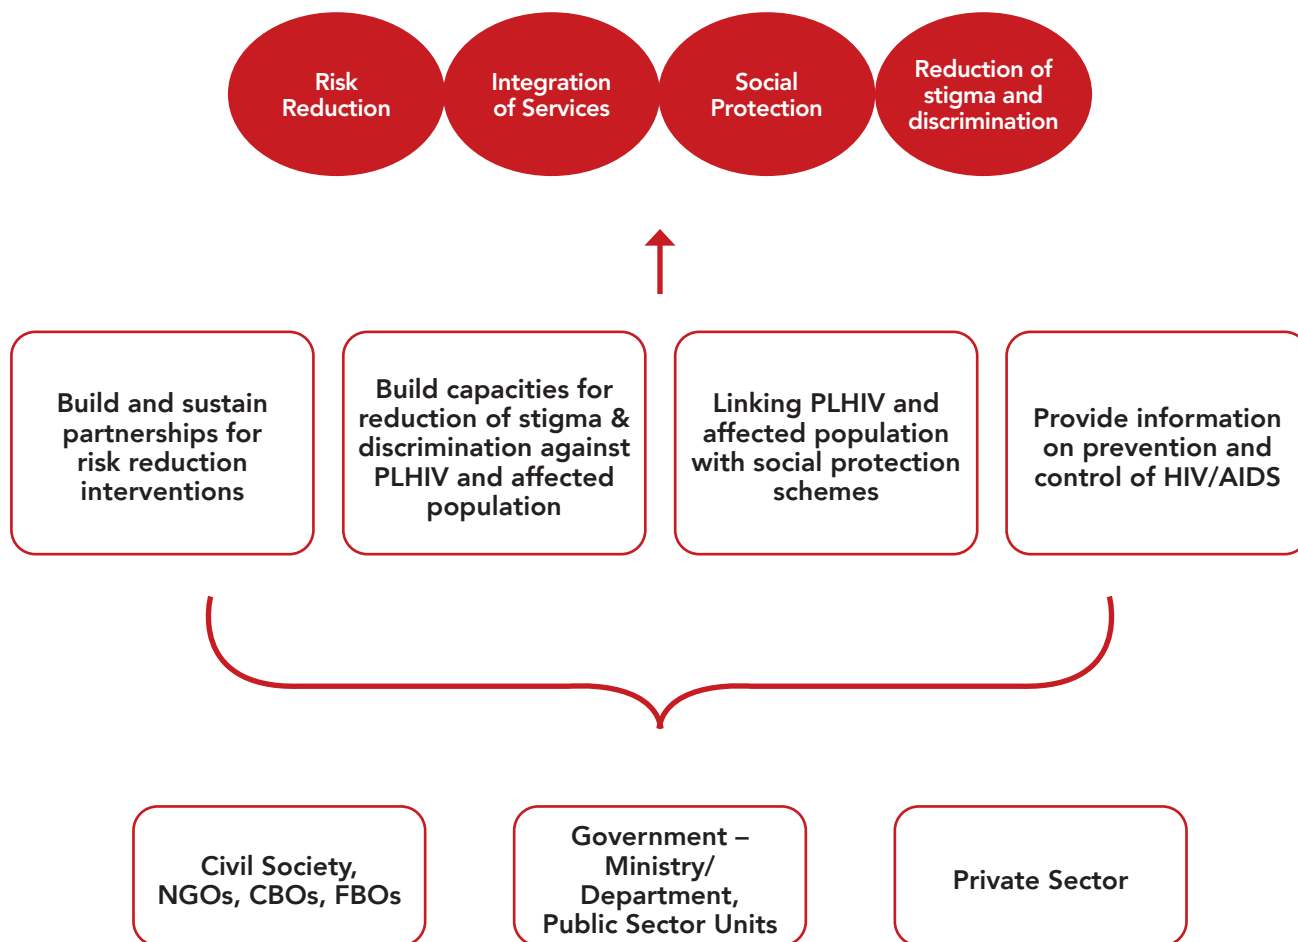 Risk
Reduction
Integration
of Services
Social
Protection
Reduction of
stigma and
discrimination
Build and sustain
partnerships for
risk reduction
interventions
Build capacities for
reduction of stigma &
discrimination against
PLHIV and affected
population
Linking PLHIV and
affected population
with social protection
schemes
Provide information
on prevention and
control of HIV/AIDS
Civil Society,
NGOs, CBOs, FBOs
Government –
Ministry/
Department,
Public Sector Units
Private Sector